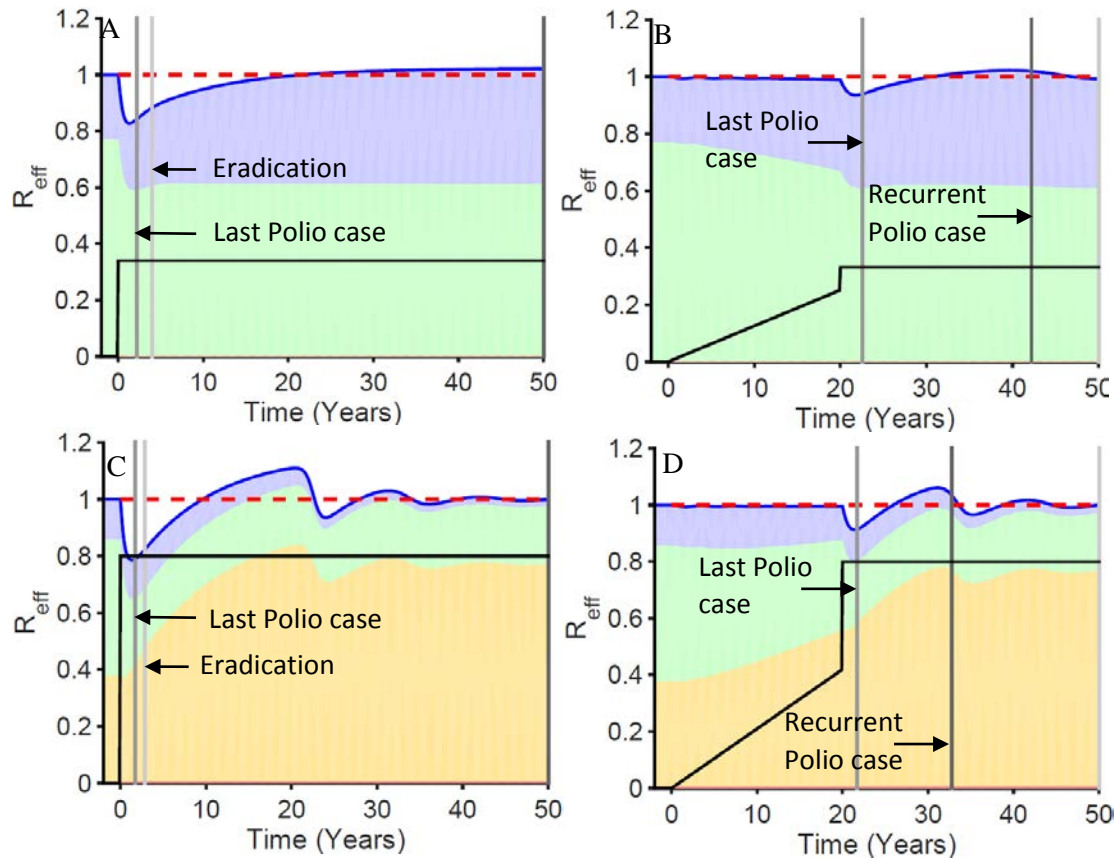 A
1.2
1
0.8
0.6
0.4
0.2
0
R_eff
Eradication
Last Polio case
0 10 20 30 40 50
Time (Years)
B
1.2
1
0.8
0.6
0.4
0.2
0
R_eff
Last Polio
case
Recurrent
Polio case
0 10 20 30 40 50
Time (Years)
C
1.2
1
0.8
0.6
0.4
0.2
0
R_eff
Last Polio case
Eradication
0 10 20 30 40 50
Time (Years)
D
1.2
1
0.8
0.6
0.4
0.2
0
R_eff
Last Polio
case
Recurrent
Polio case
0 10 20 30 40 50
Time (Years)